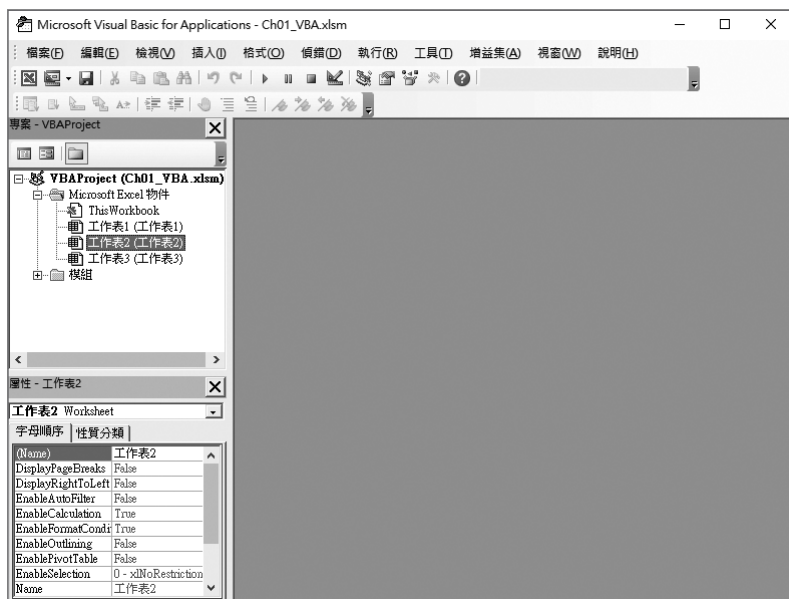 Microsoft Visual Basic for Applications - Ch01_VBA.xlsm
檔案(F) 編輯(E) 檢視(V) 插入(I) 格式(O) 偵錯(D) 執行(R) 工具(T) 增益集(A) 視窗(W) 說明(H)
專案 - VBAProject
VBAProject (Ch01_VBA.xlsm)
Microsoft Excel 物件
ThisWorkbook
工作表1 (工作表1)
工作表2 (工作表2)
工作表3 (工作表3)
模組
屬性 - 工作表2
工作表2 Worksheet
字母順序 性質分類
(Name) 工作表2
DisplayPageBreaks False
DisplayRightToLeft False
EnableAutoFilter False
EnableCalculation True
EnableFormatCondi True
EnableOutlining False
EnablePivotTable False
EnableSelection 0 - xlNoRestriction
Name 工作表2